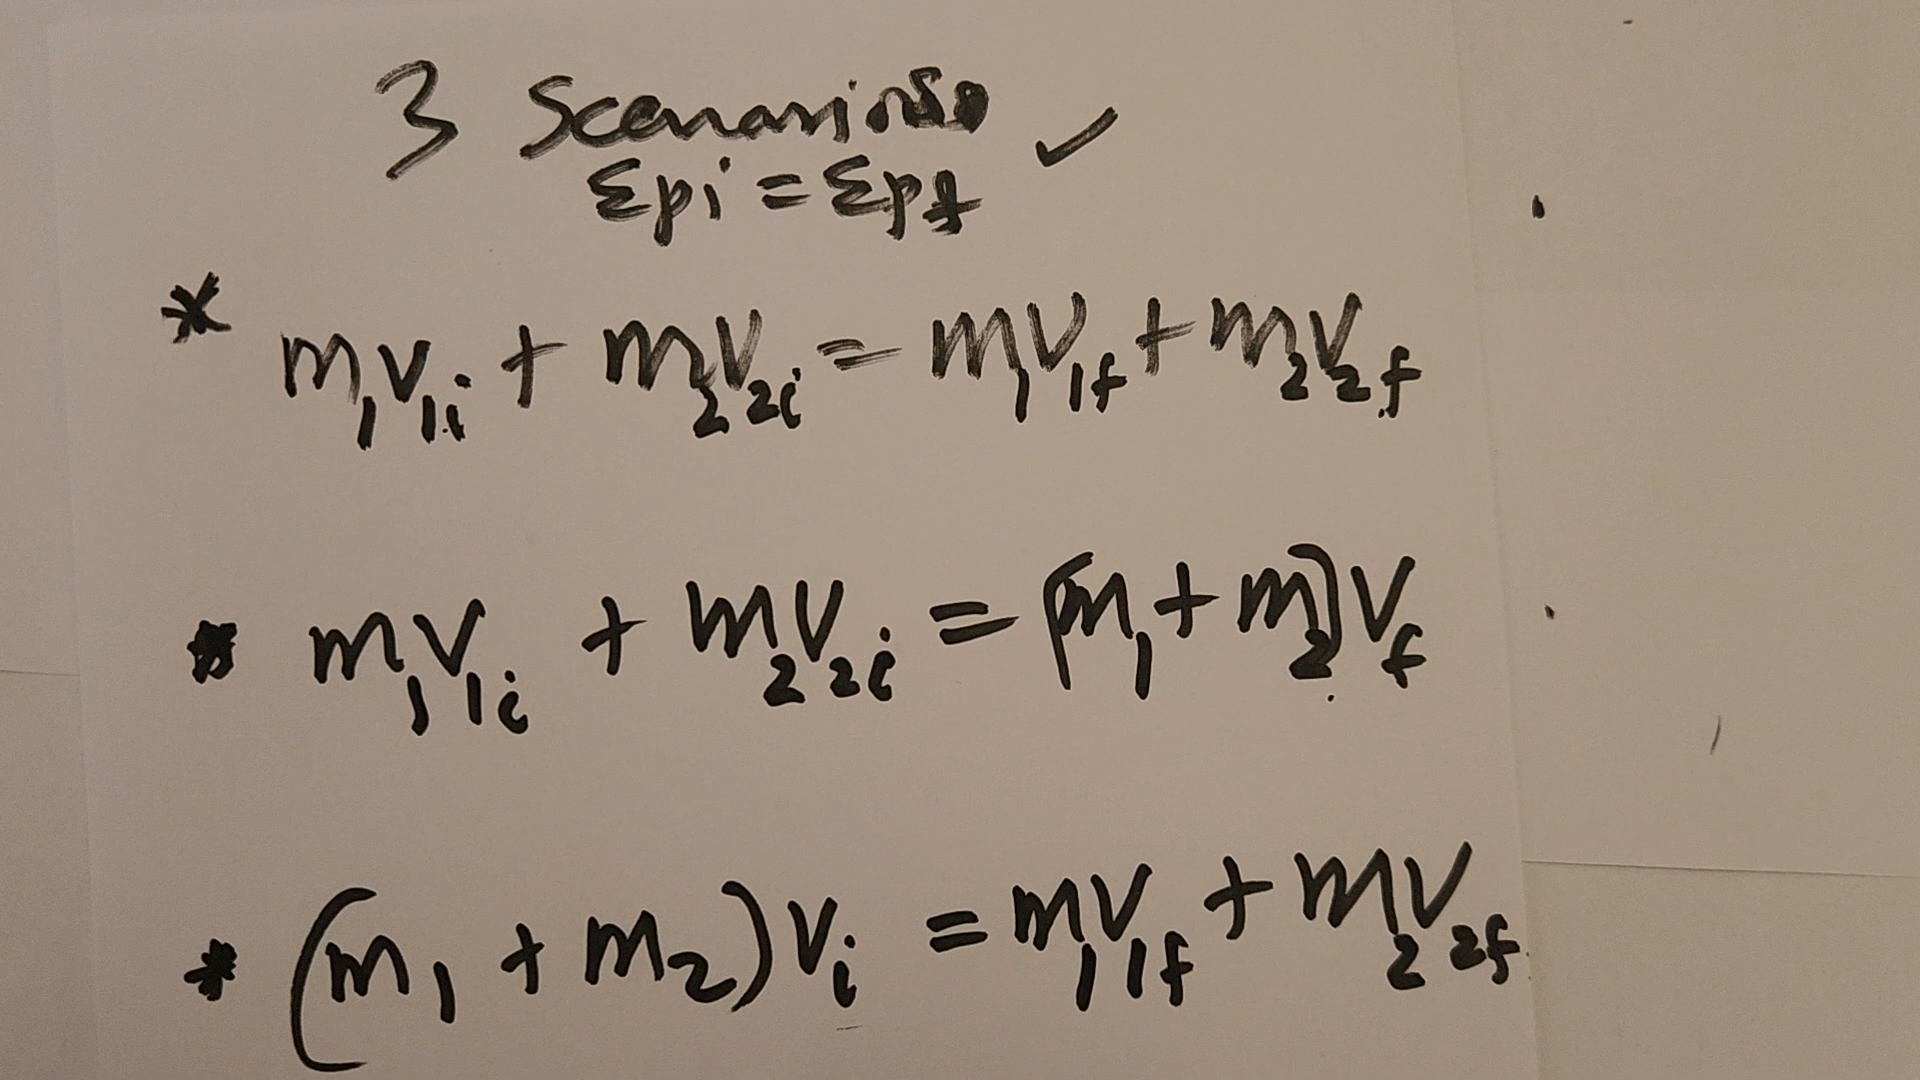 3 Scenarios
Σpi = Σpf ✓
* m₁v₁i + m₂v₂i = m₁v₁f + m₂v₂f
* m₁v₁i + m₂v₂i = (m₁ + m₂)vf
* (m₁ + m₂)vi = m₁v₁f + m₂v₂f